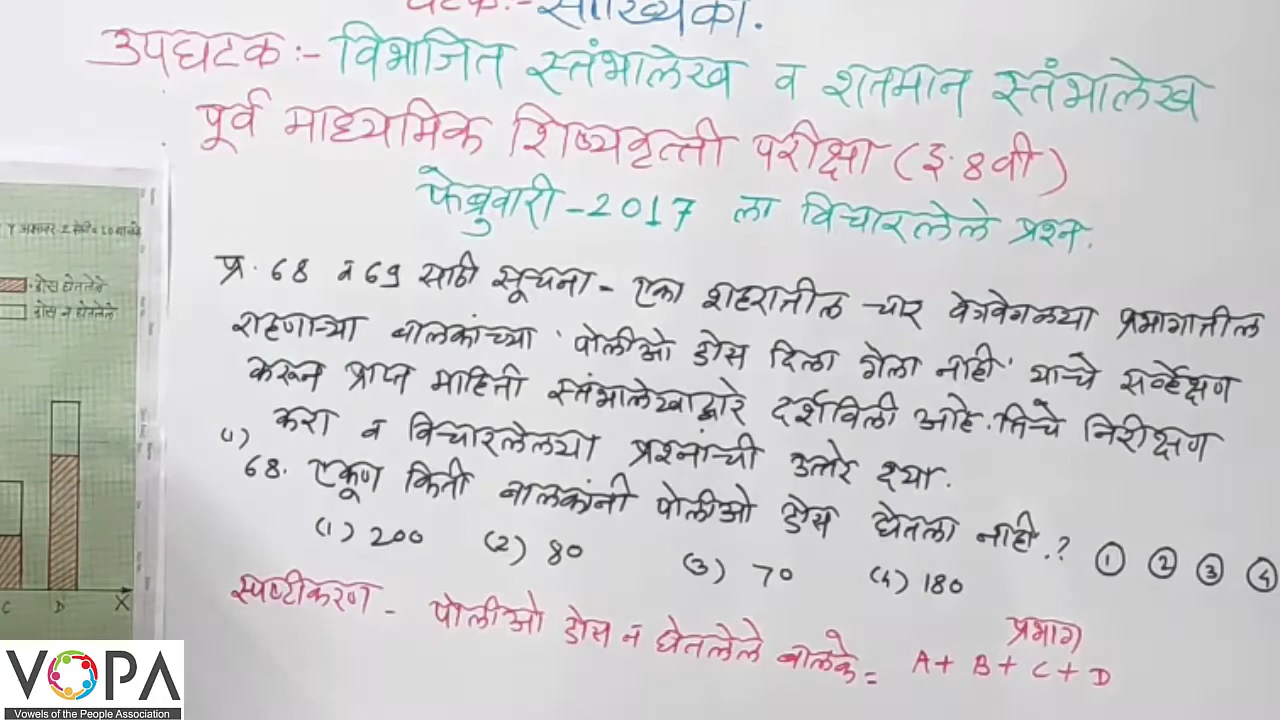 घटक:- सांख्यिकी.
उपघटक:- विभाजित स्तंभालेख व शतमान स्तंभालेख
पूर्व माध्यमिक शिष्यवृत्ती परीक्षा (इ. 8 वी)
फेब्रुवारी - 2017 ला विचारलेले प्रश्न.
प्र. 68 व 69 साठी सूचना - एका शहरातील चार वेगवेगळ्या प्रभागातील
राहणाऱ्या बालकांच्या 'पोलीओ डोस दिला गेला नाही' याचे सर्व्हेक्षण
करून प्राप्त माहिती स्तंभालेखाद्वारे दर्शविली आहे. तिचे निरीक्षण
करा व विचारलेल्या प्रश्नांची उत्तरे द्या.
(1)
68. एकूण किती बालकांनी पोलीओ डोस घेतला नाही.? ① ② ③ ④
(1) 200 (2) 80 (3) 70 (4) 180
स्पष्टीकरण - पोलीओ डोस न घेतलेले बालके = A + B + C + D
प्रभाग
डोस घेतलेले
डोस न घेतलेले
C D X
VOPA
Vowels of the People Association